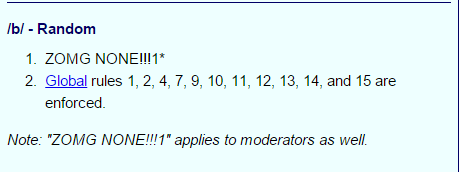 /b/ - Random
1. ZOMG NONE!!!1*
2. Global rules 1, 2, 4, 7, 9, 10, 11, 12, 13, 14, and 15 are
enforced.
Note: "ZOMG NONE!!!1" applies to moderators as well.